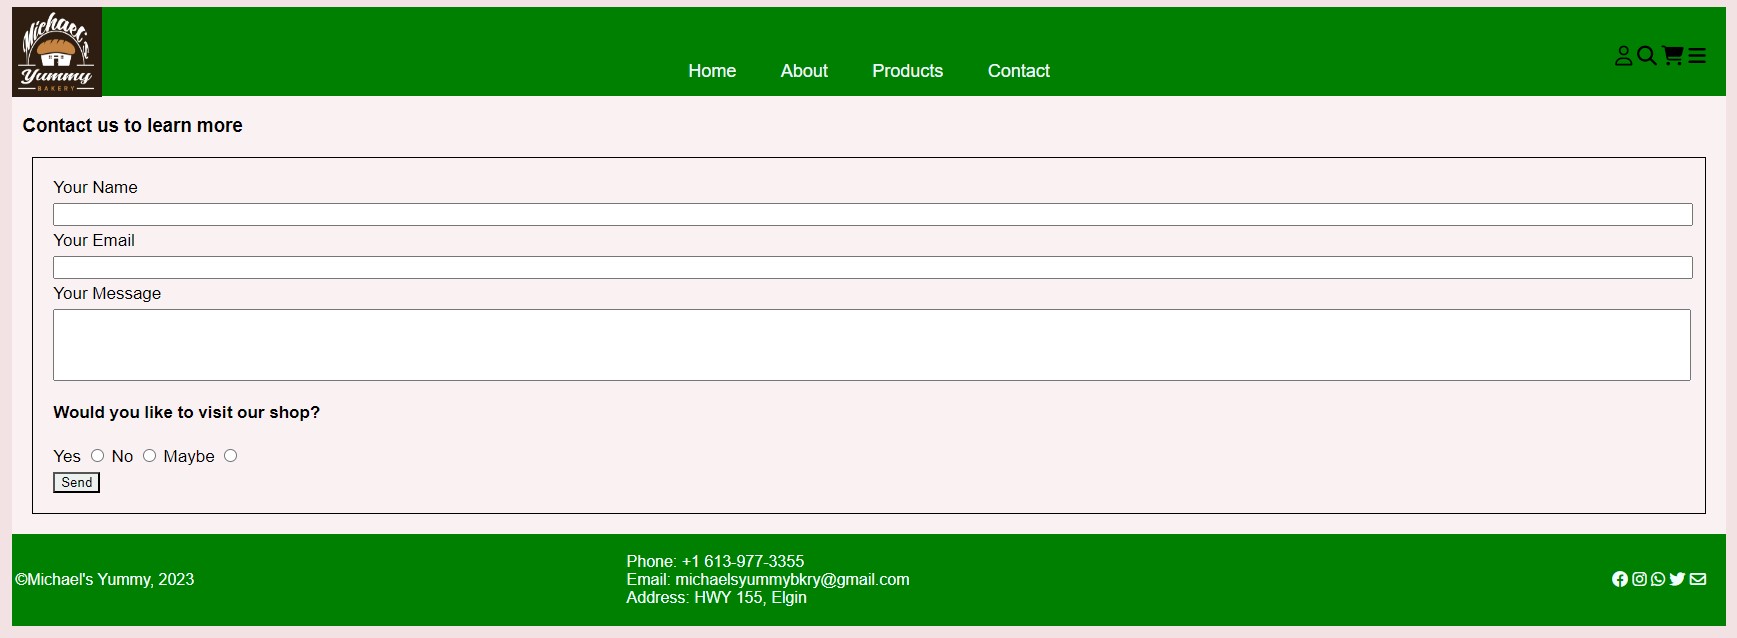 Michael's
Yummy
BAKERY
Home About Products Contact
Contact us to learn more
Your Name
Your Email
Your Message
Would you like to visit our shop?
Yes No Maybe
Send
©Michael's Yummy, 2023
Phone: +1 613-977-3355
Email: michaelsyummybkry@gmail.com
Address: HWY 155, Elgin